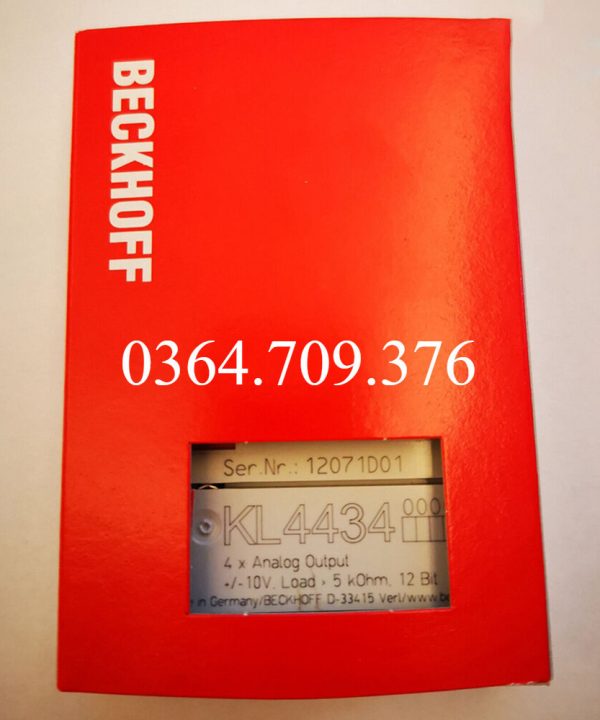 BECKHOFF
0364.709.376
Ser.Nr.: 12071D01
KL4434
000
4 x Analog Output
+/-10V, Load > 5 kOhm, 12 Bit
in Germany/BECKHOFF D-33415 Verl/www.be